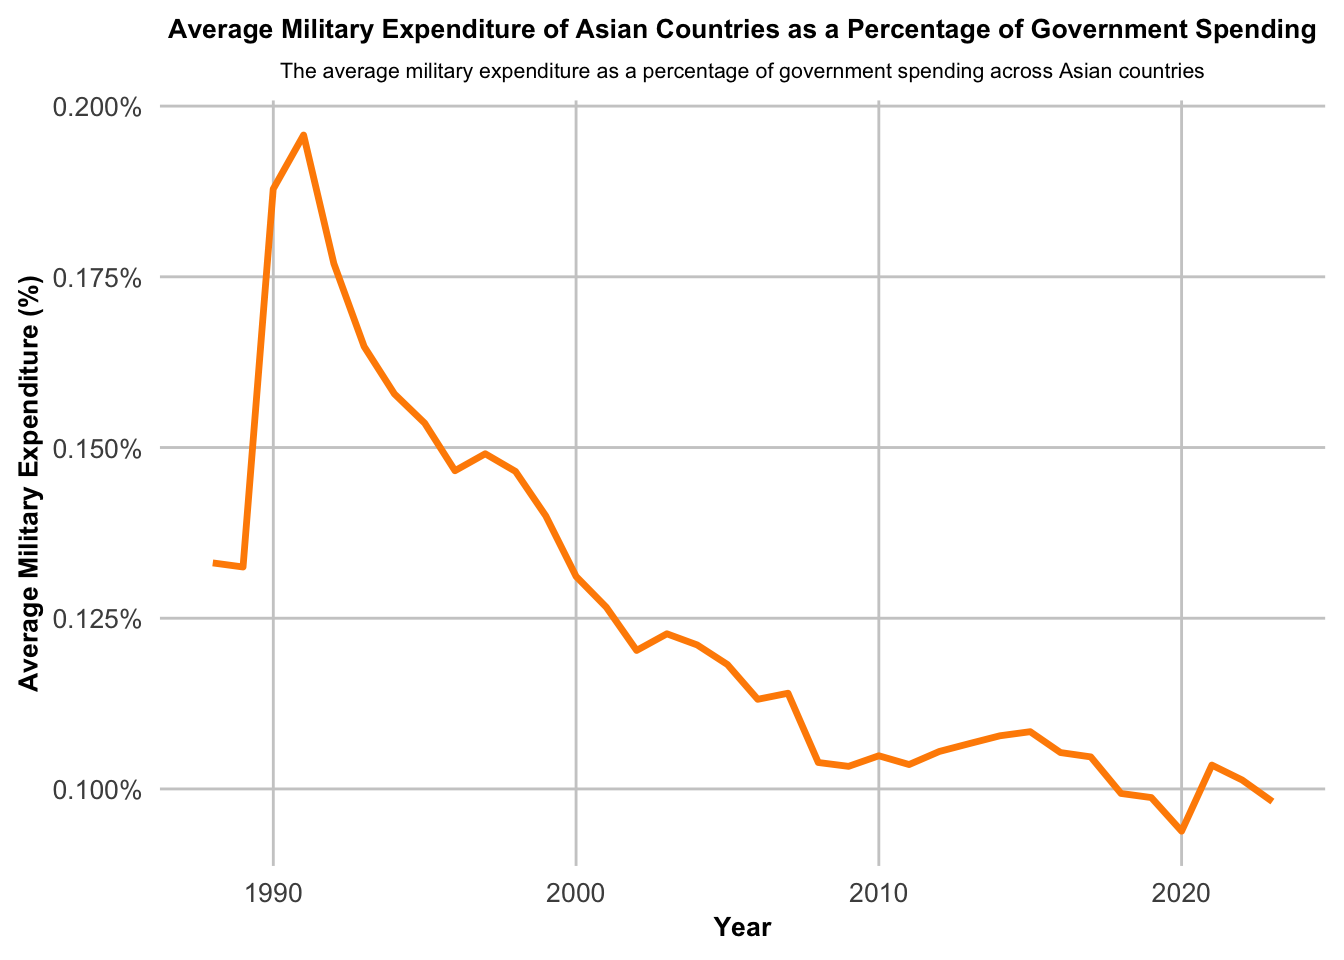 Average Military Expenditure of Asian Countries as a Percentage of Government Spending
The average military expenditure as a percentage of government spending across Asian countries
Average Military Expenditure (%)
0.200%
0.175%
0.150%
0.125%
0.100%
1990
2000
2010
2020
Year